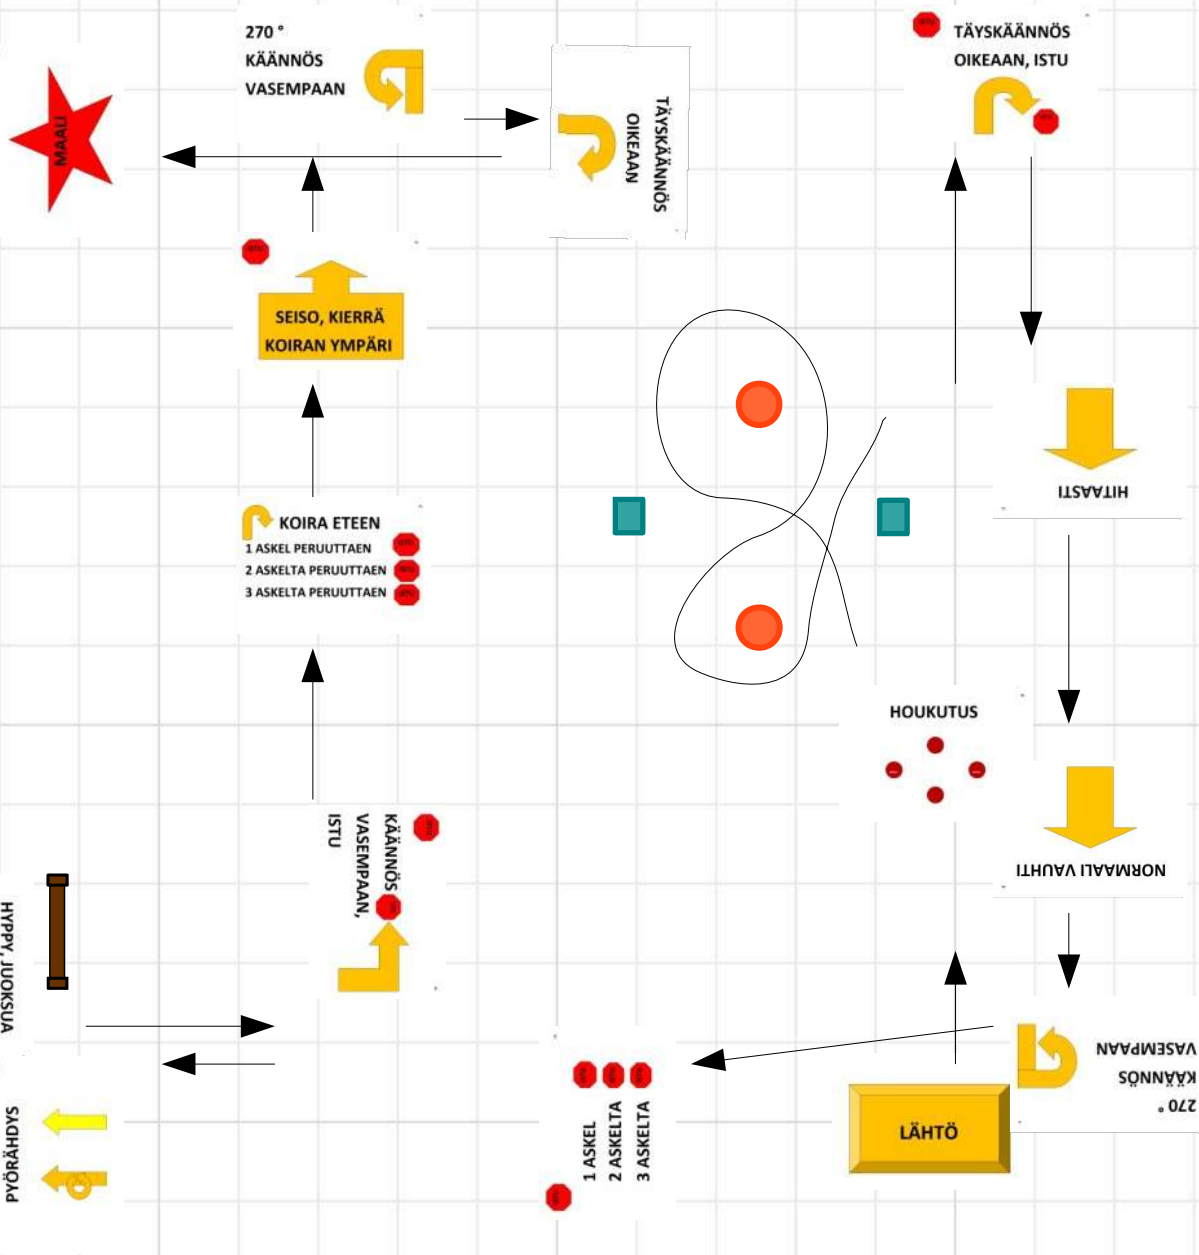 270 °
KÄÄNNÖS
VASEMPAAN
TÄYSKÄÄNNÖS
OIKEAAN
TÄYSKÄÄNNÖS
OIKEAAN, ISTU
MAALI
SEISO, KIERRÄ
KOIRAN YMPÄRI
HITAASTI
KOIRA ETEEN
1 ASKEL PERUUTTAEN
2 ASKELTA PERUUTTAEN
3 ASKELTA PERUUTTAEN
HOUKUTUS
KÄÄNNÖS
VASEMPAAN,
ISTU
NORMAALI VAUHTI
HYPPY, JUOKSUA
270 °
KÄÄNNÖS
VASEMPAAN
1 ASKEL
2 ASKELTA
3 ASKELTA
LÄHTÖ
PYÖRÄHDYS